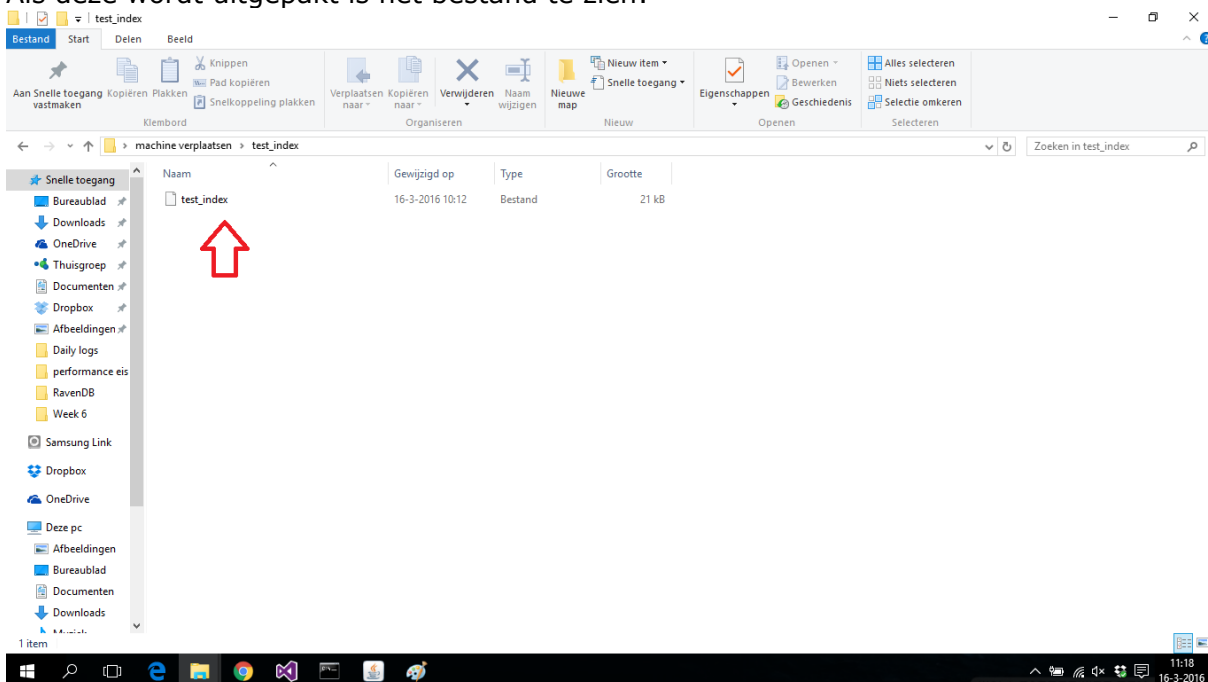 Als deze wordt uitgepakt is het bestand te zien.
test_index
Bestand Start Delen Beeld
Aan Snelle toegang vastmaken
Kopiëren
Plakken
Knippen
Pad kopiëren
Snelkoppeling plakken
Klembord
Verplaatsen naar
Kopiëren naar
Verwijderen
Naam wijzigen
Organiseren
Nieuwe map
Nieuw item
Snelle toegang
Nieuw
Eigenschappen
Openen
Bewerken
Geschiedenis
Openen
Alles selecteren
Niets selecteren
Selectie omkeren
Selecteren
machine verplaatsen > test_index
Zoeken in test_index
Naam Gewijzigd op Type Grootte
test_index 16-3-2016 10:12 Bestand 21 kB
Snelle toegang
Bureaublad
Downloads
OneDrive
Thuisgroep
Documenten
Dropbox
Afbeeldingen
Daily logs
performance eis
RavenDB
Week 6
Samsung Link
Dropbox
OneDrive
Deze pc
Afbeeldingen
Bureaublad
Documenten
Downloads
Muziek
1 item
11:18
16-3-2016